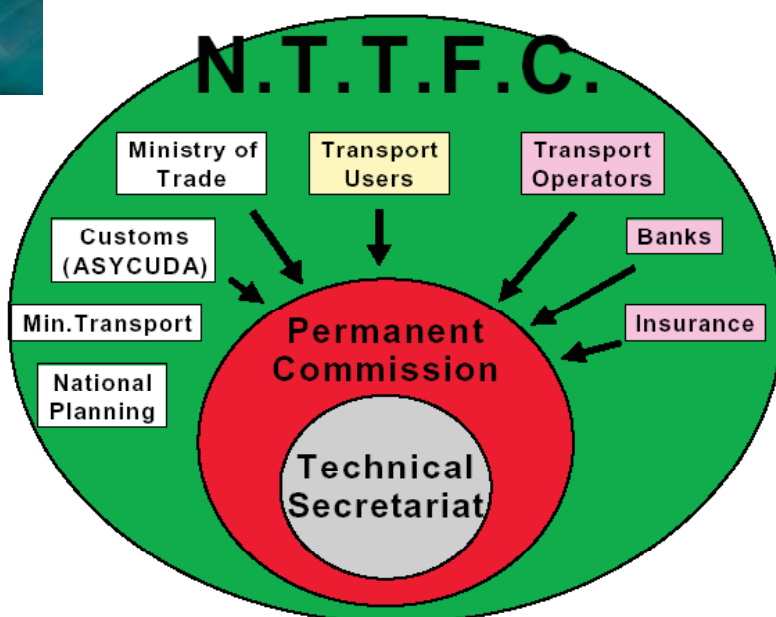 N.T.T.F.C.
Ministry of
Trade
Transport
Users
Transport
Operators
Customs
(ASYCUDA)
Banks
Min.Transport
Insurance
National
Planning
Permanent
Commission
Technical
Secretariat